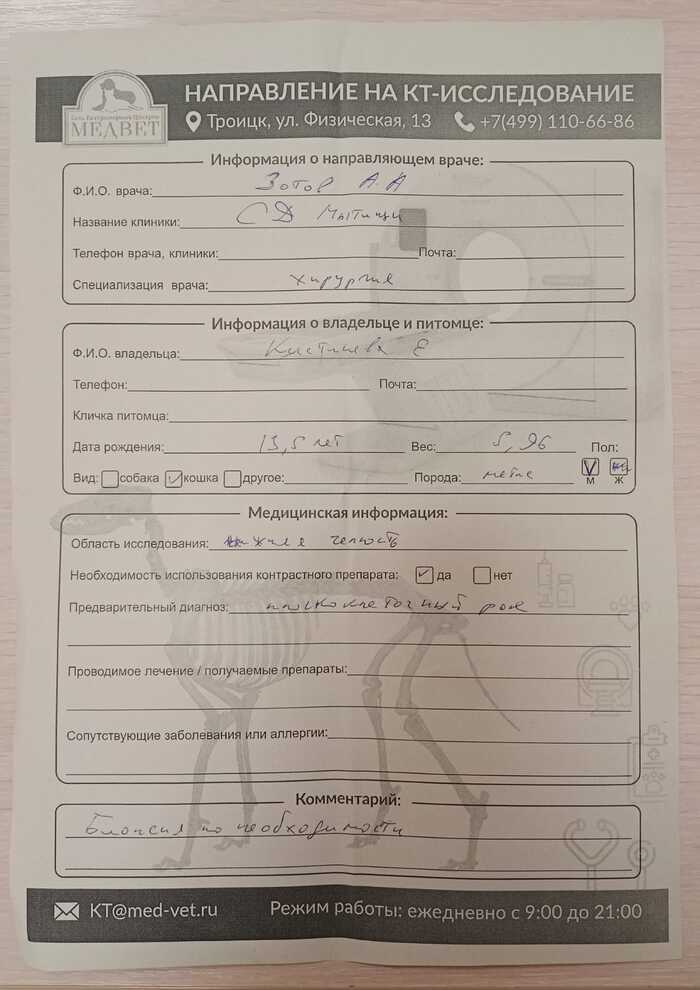 Сеть Ветеринарных Центров
МЕДВЕТ
НАПРАВЛЕНИЕ НА КТ-ИССЛЕДОВАНИЕ
Троицк, ул. Физическая, 13 +7(499) 110-66-86
Информация о направляющем враче:
Ф.И.О. врача: Зотов А.А
Название клиники: СД Мытищи
Телефон врача, клиники: Почта:
Специализация врача: хирургия
Информация о владельце и питомце:
Ф.И.О. владельца: Е
Телефон: Почта:
Кличка питомца:
Дата рождения: 13,5 лет Вес: 5,96 Пол:
Вид: собака кошка другое: Порода: метис М Ж
Медицинская информация:
Область исследования: нижняя челюсть
Необходимость использования контрастного препарата: да нет
Предварительный диагноз: плоскоклеточный рак
Проводимое лечение / получаемые препараты:
Сопутствующие заболевания или аллергии:
Комментарий:
Биопсия по необходимости
KT@med-vet.ru Режим работы: ежедневно с 9:00 до 21:00